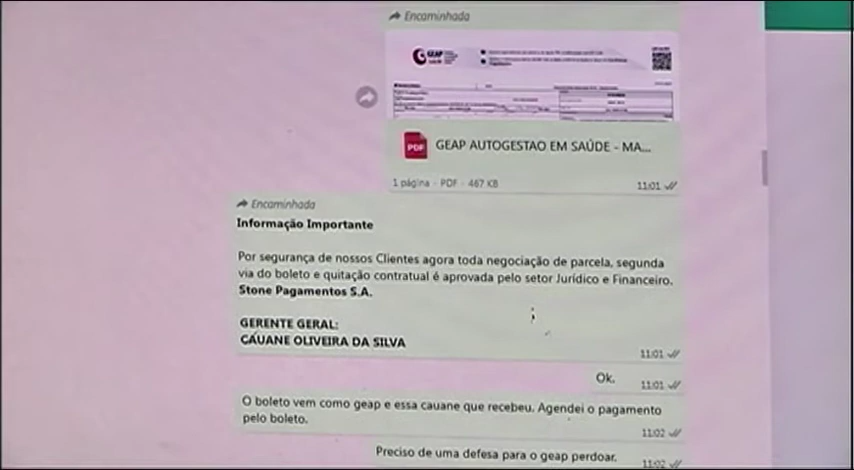 Encaminhada
GEAP
PDF GEAP AUTOGESTAO EM SAÚDE - MA...
1 página - PDF - 467 KB 11:01
Encaminhada
Informação Importante
Por segurança de nossos Clientes agora toda negociação de parcela, segunda
via do boleto e quitação contratual é aprovada pelo setor Jurídico e Financeiro.
Stone Pagamentos S.A.
GERENTE GERAL:
CAUANE OLIVEIRA DA SILVA
11:01
Ok. 11:01
O boleto vem como geap e essa cauane que recebeu. Agendei o pagamento
pelo boleto.
11:02
Preciso de uma defesa para o geap perdoar. 11:02